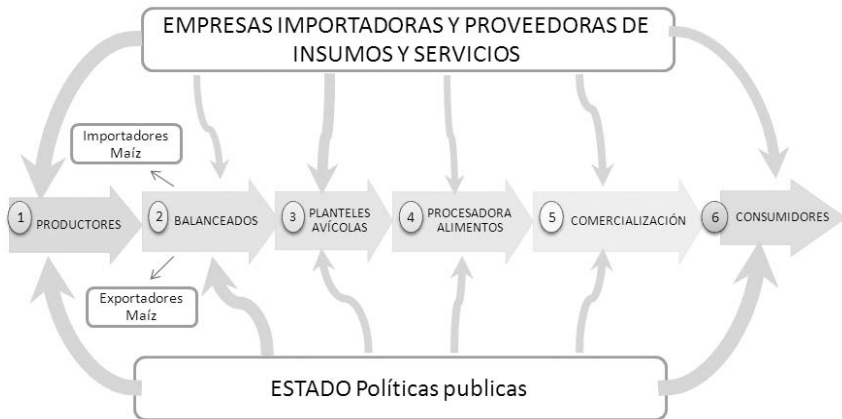 EMPRESAS IMPORTADORAS Y PROVEEDORAS DE
INSUMOS Y SERVICIOS
Importadores
Maíz
1 PRODUCTORES
2 BALANCEADOS
3 PLANTELES
AVÍCOLAS
4 PROCESADORA
ALIMENTOS
5 COMERCIALIZACIÓN
6 CONSUMIDORES
Exportadores
Maíz
ESTADO Políticas publicas